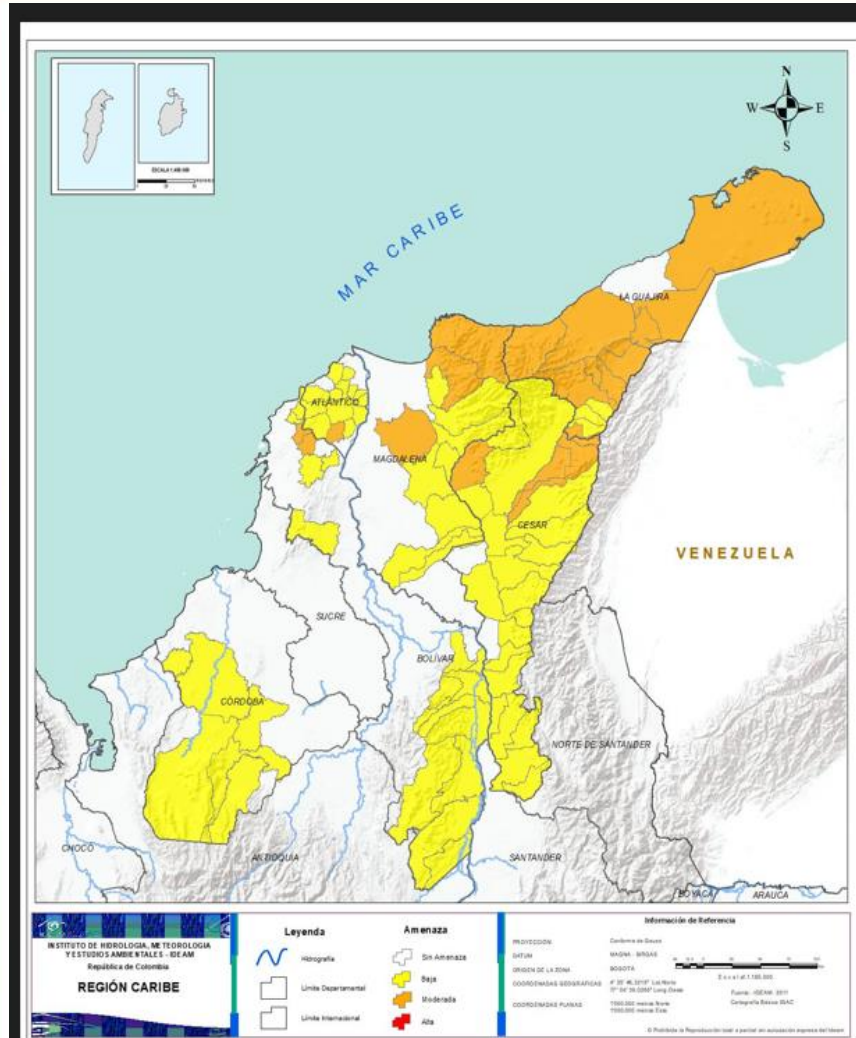 N
W E
S
MAR CARIBE
LA GUAJIRA
ATLÁNTICO
MAGDALENA
CESAR
VENEZUELA
SUCRE
BOLÍVAR
CÓRDOBA
NORTE DE SANTANDER
CHOCÓ
ANTIOQUIA
SANTANDER
BOYACÁ
ARAUCA
INSTITUTO DE HIDROLOGIA, METEOROLOGIA
Y ESTUDIOS AMBIENTALES - IDEAM
República de Colombia
REGIÓN CARIBE
Leyenda
Hidrografía
Límite Departamental
Límite Internacional
Amenaza
Sin Amenaza
Baja
Moderada
Alta
Información de Referencia
PROYECCIÓN
DATUM
MAGNA - SIRGAS
ORIGEN DE LA ZONA
BOGOTA
COORDENADAS GEOGRÁFICAS
COORDENADAS PLANAS